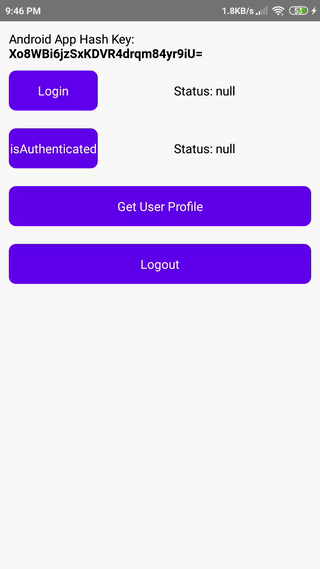 9:46 PM 1.8KB/s 53
Android App Hash Key:
Xo8WBi6jzSxKDVR4drqm84yr9iU=
Login Status: null
isAuthenticated Status: null
Get User Profile
Logout